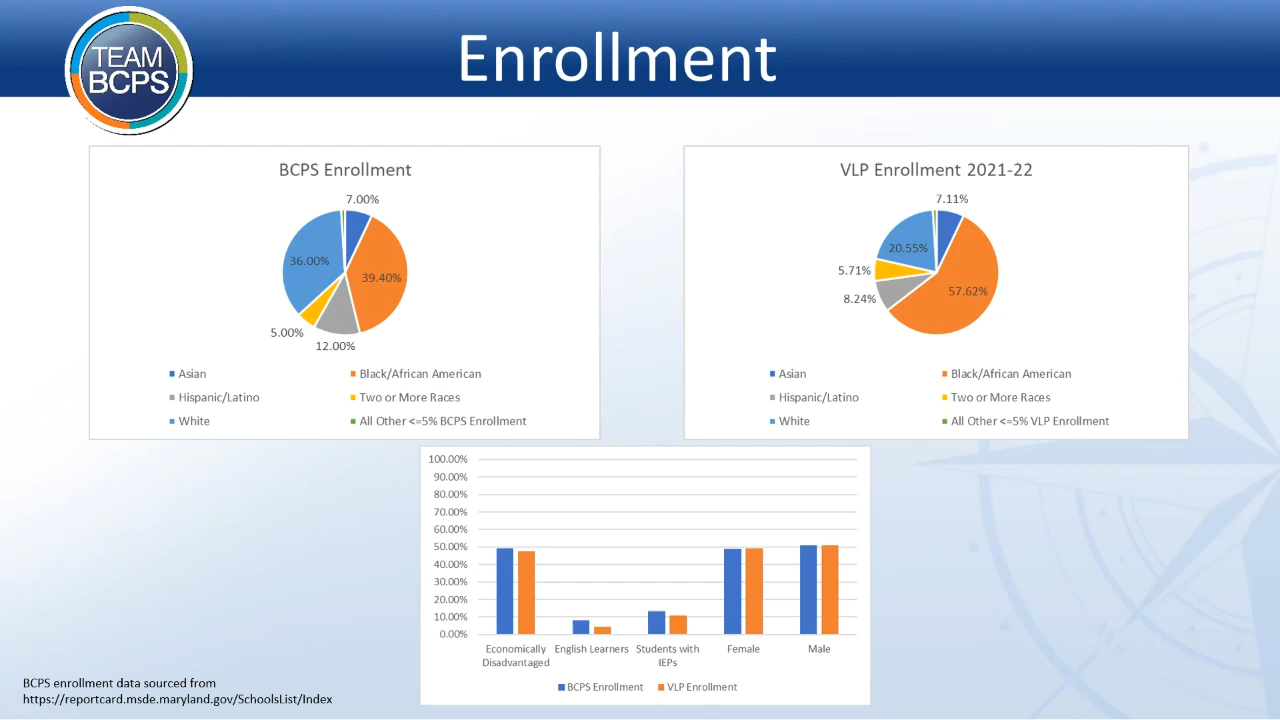 TEAM
BCPS
Enrollment
BCPS Enrollment
7.00%
36.00%
39.40%
5.00%
12.00%
Asian
Black/African American
Hispanic/Latino
Two or More Races
White
All Other <=5% BCPS Enrollment
VLP Enrollment 2021-22
7.11%
20.55%
5.71%
57.62%
8.24%
Asian
Black/African American
Hispanic/Latino
Two or More Races
White
All Other <=5% VLP Enrollment
100.00%
90.00%
80.00%
70.00%
60.00%
50.00%
40.00%
30.00%
20.00%
10.00%
0.00%
Economically
Disadvantaged
English Learners
Students with
IEPs
Female
Male
BCPS Enrollment
VLP Enrollment
BCPS enrollment data sourced from
https://reportcard.msde.maryland.gov/SchoolsList/Index